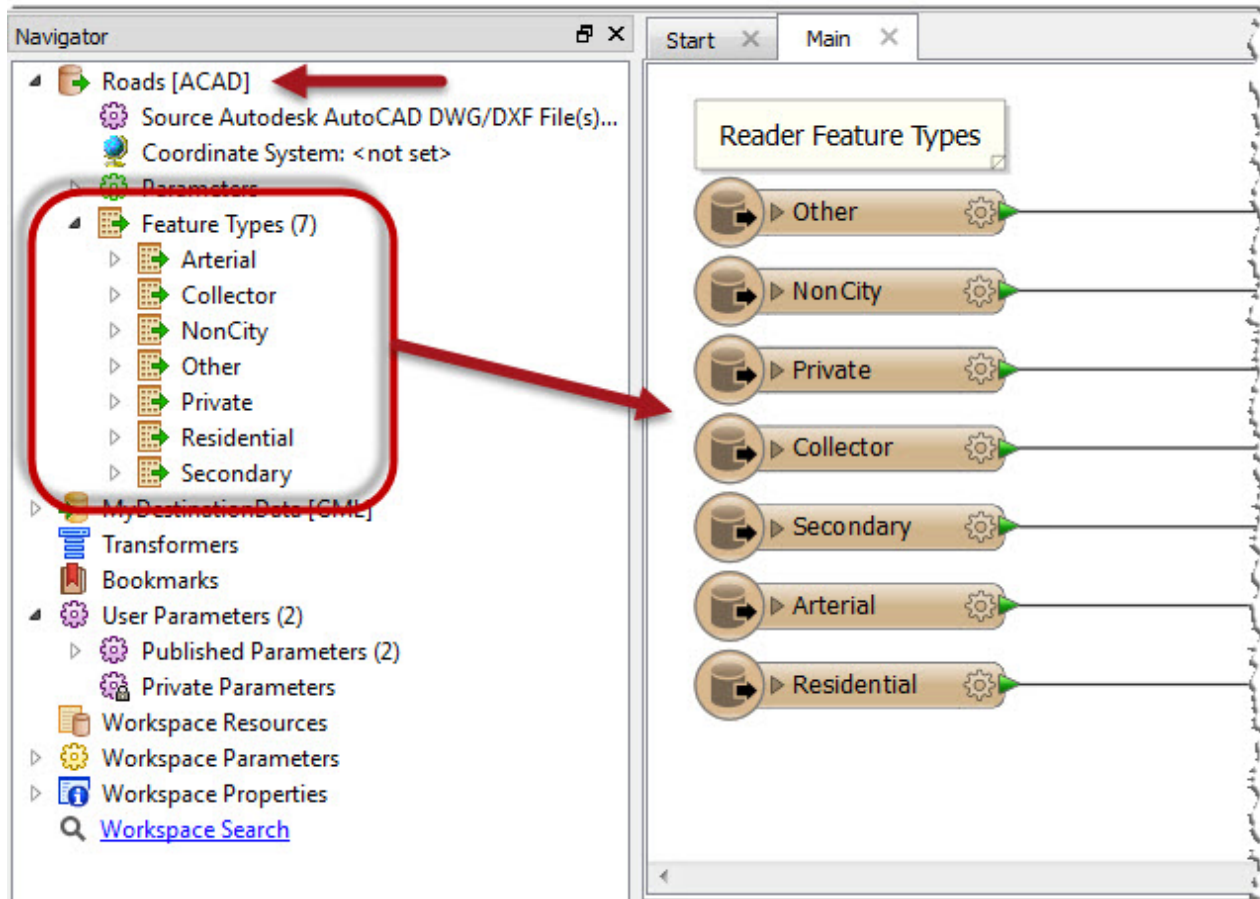 Navigator
Roads [ACAD]
Source Autodesk AutoCAD DWG/DXF File(s)...
Coordinate System: <not set>
Parameters
Feature Types (7)
Arterial
Collector
NonCity
Other
Private
Residential
Secondary
MyDestinationData [GML]
Transformers
Bookmarks
User Parameters (2)
Published Parameters (2)
Private Parameters
Workspace Resources
Workspace Parameters
Workspace Properties
Workspace Search
Start
Main
Reader Feature Types
Other
NonCity
Private
Collector
Secondary
Arterial
Residential